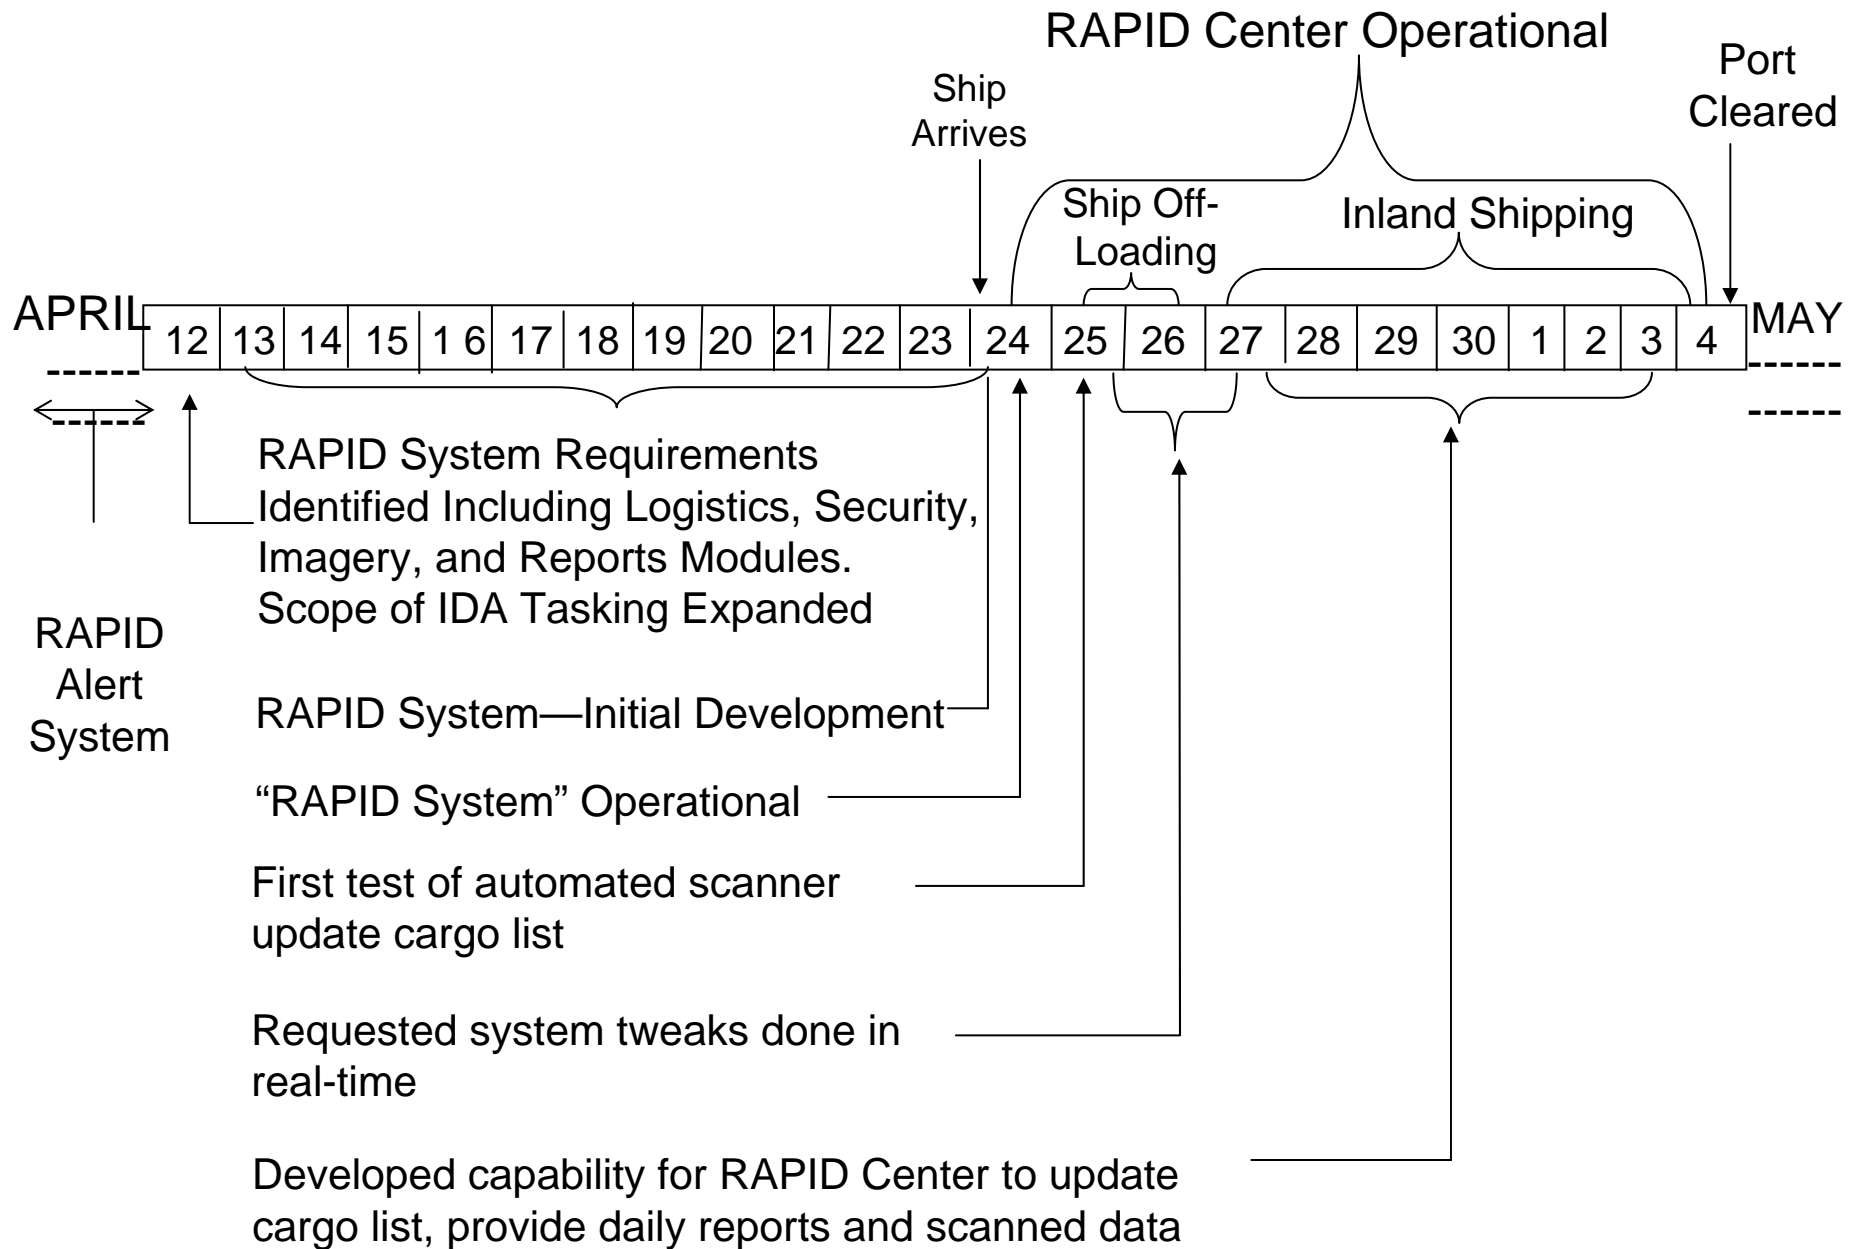 RAPID Center Operational
Port
Cleared
Ship
Arrives
Ship Off-
Loading
Inland Shipping
APRIL 12 13 14 15 1 6 17 18 19 20 21 22 23 24 25 26 27 28 29 30 1 2 3 4 MAY
RAPID System Requirements
Identified Including Logistics, Security,
Imagery, and Reports Modules.
Scope of IDA Tasking Expanded
RAPID
Alert
System
RAPID System—Initial Development
“RAPID System” Operational
First test of automated scanner
update cargo list
Requested system tweaks done in
real-time
Developed capability for RAPID Center to update
cargo list, provide daily reports and scanned data